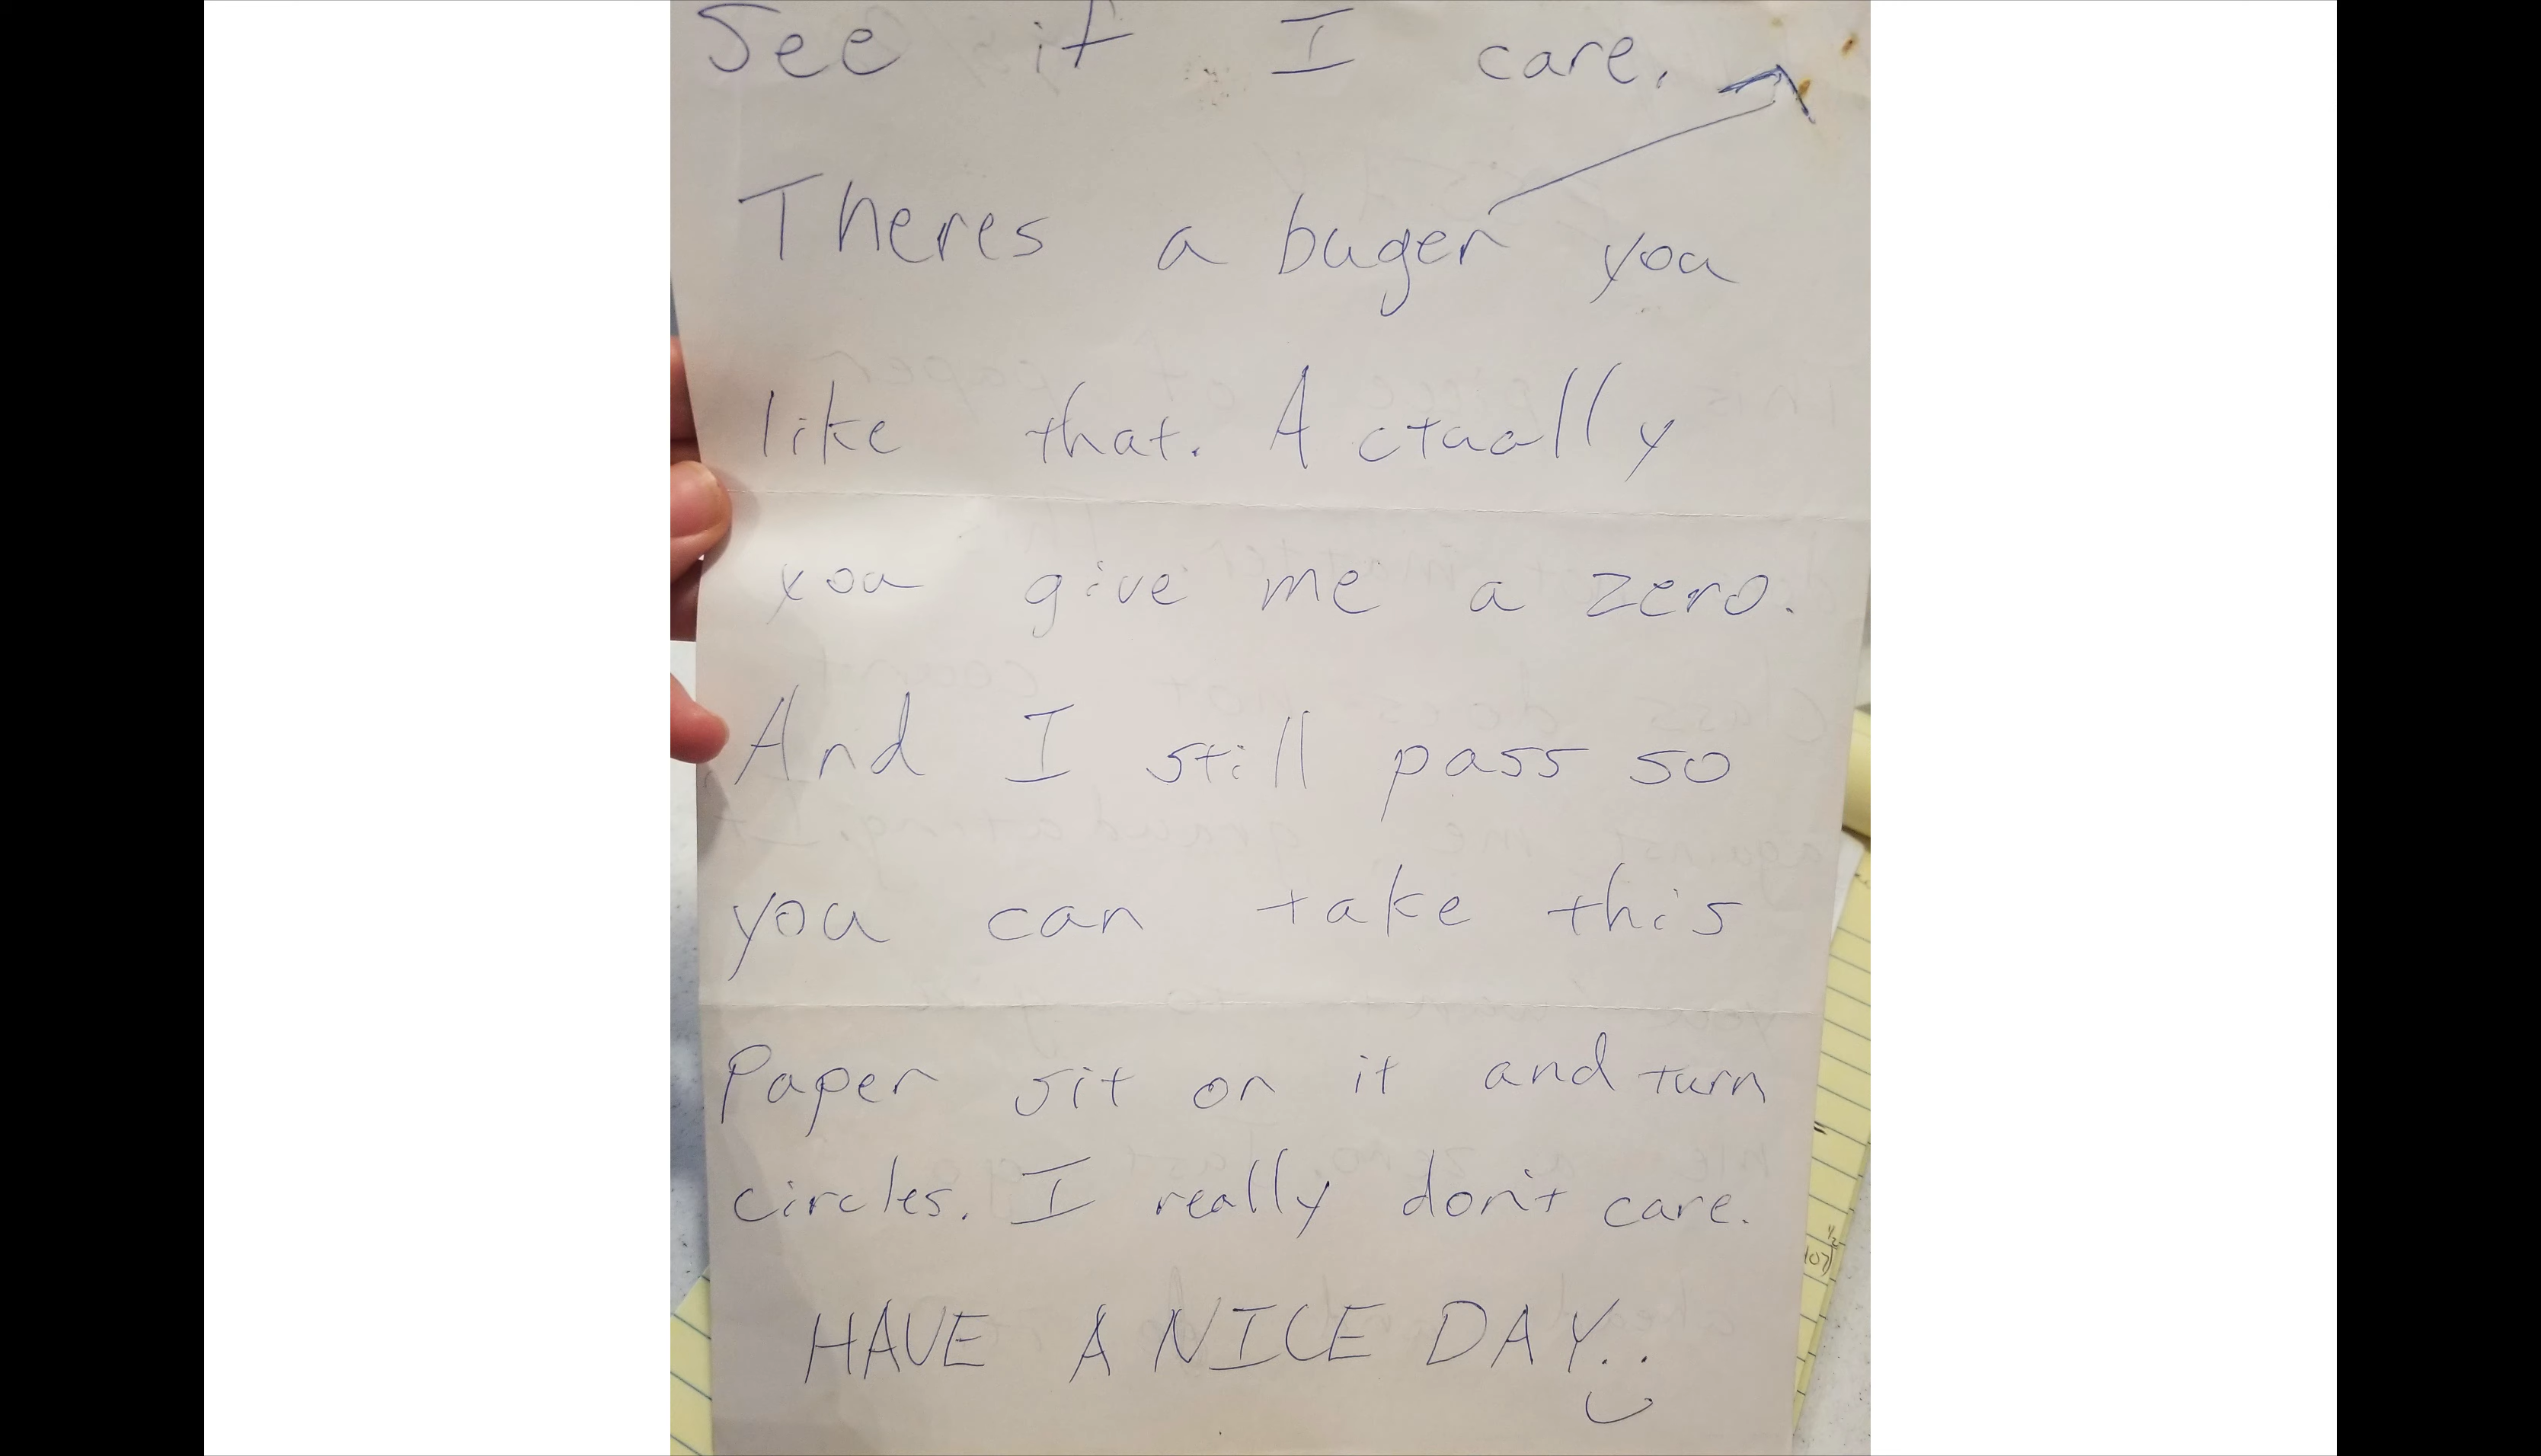 See if I care.
Theres a buger you
like that. Actually
you give me a zero.
And I still pass so
you can take this
Paper sit on it and turn
circles. I really don't care.
HAVE A NICE DAY..